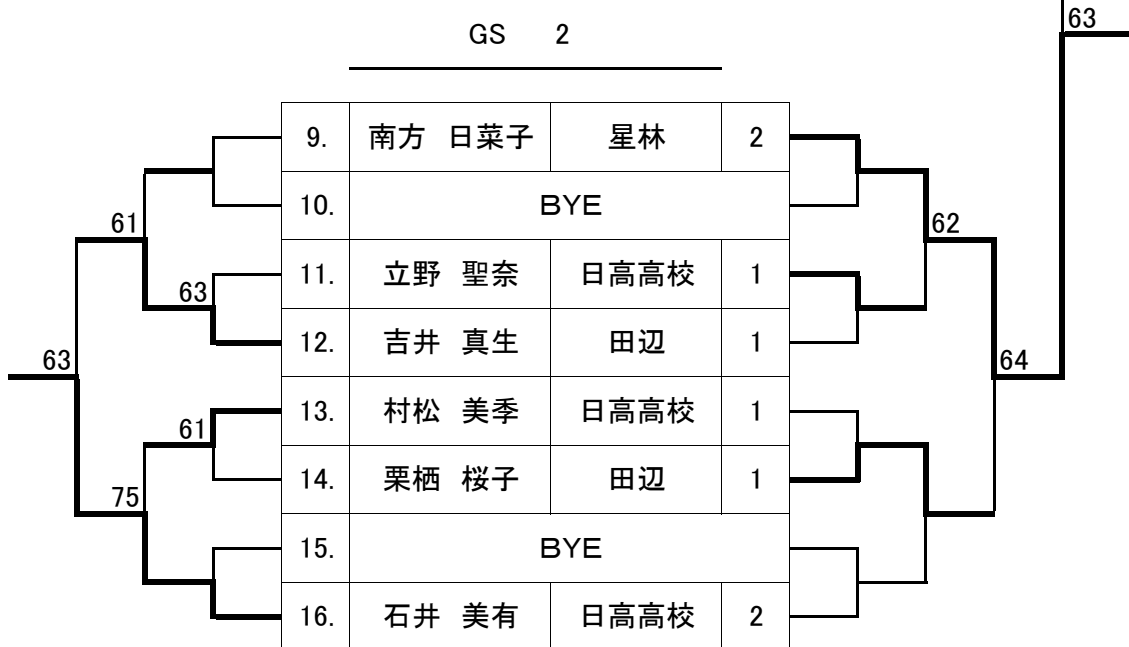 63
GS 2
9. 南方 日菜子 星林 2
10. BYE
61 62
11. 立野 聖奈 日高高校 1
63
12. 吉井 真生 田辺 1
63 64
13. 村松 美季 日高高校 1
61
14. 栗栖 桜子 田辺 1
75
15. BYE
16. 石井 美有 日高高校 2